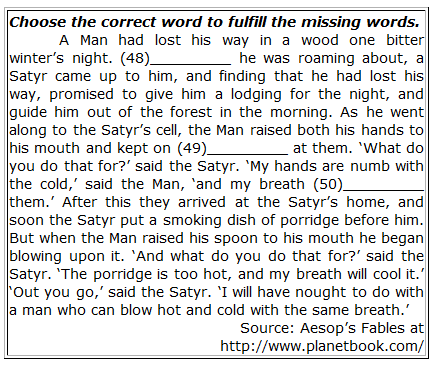 Choose the correct word to fulfill the missing words.
A Man had lost his way in a wood one bitter
winter’s night. (48)_________ he was roaming about, a
Satyr came up to him, and finding that he had lost his
way, promised to give him a lodging for the night, and
guide him out of the forest in the morning. As he went
along to the Satyr’s cell, the Man raised both his hands to
his mouth and kept on (49)_________ at them. ‘What do
you do that for?’ said the Satyr. ‘My hands are numb with
the cold,’ said the Man, ‘and my breath (50)_________
them.’ After this they arrived at the Satyr’s home, and
soon the Satyr put a smoking dish of porridge before him.
But when the Man raised his spoon to his mouth he began
blowing upon it. ‘And what do you do that for?’ said the
Satyr. ‘The porridge is too hot, and my breath will cool it.’
‘Out you go,’ said the Satyr. ‘I will have nought to do with
a man who can blow hot and cold with the same breath.’
Source: Aesop’s Fables at
http://www.planetbook.com/